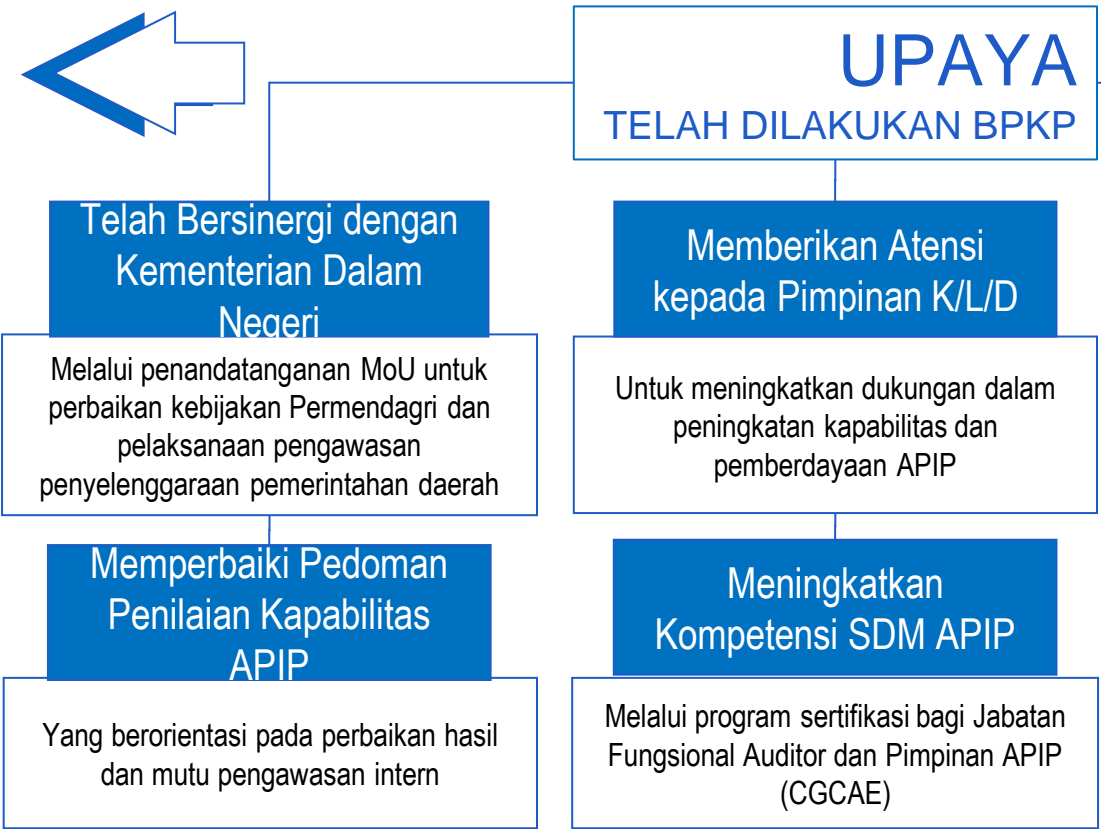 UPAYA
TELAH DILAKUKAN BPKP
Telah Bersinergi dengan
Kementerian Dalam
Negeri
Melalui penandatanganan MoU untuk
perbaikan kebijakan Permendagri dan
pelaksanaan pengawasan
penyelenggaraan pemerintahan daerah
Memberikan Atensi
kepada Pimpinan K/L/D
Untuk meningkatkan dukungan dalam
peningkatan kapabilitas dan
pemberdayaan APIP
Memperbaiki Pedoman
Penilaian Kapabilitas
APIP
Yang berorientasi pada perbaikan hasil
dan mutu pengawasan intern
Meningkatkan
Kompetensi SDM APIP
Melalui program sertifikasi bagi Jabatan
Fungsional Auditor dan Pimpinan APIP
(CGCAE)